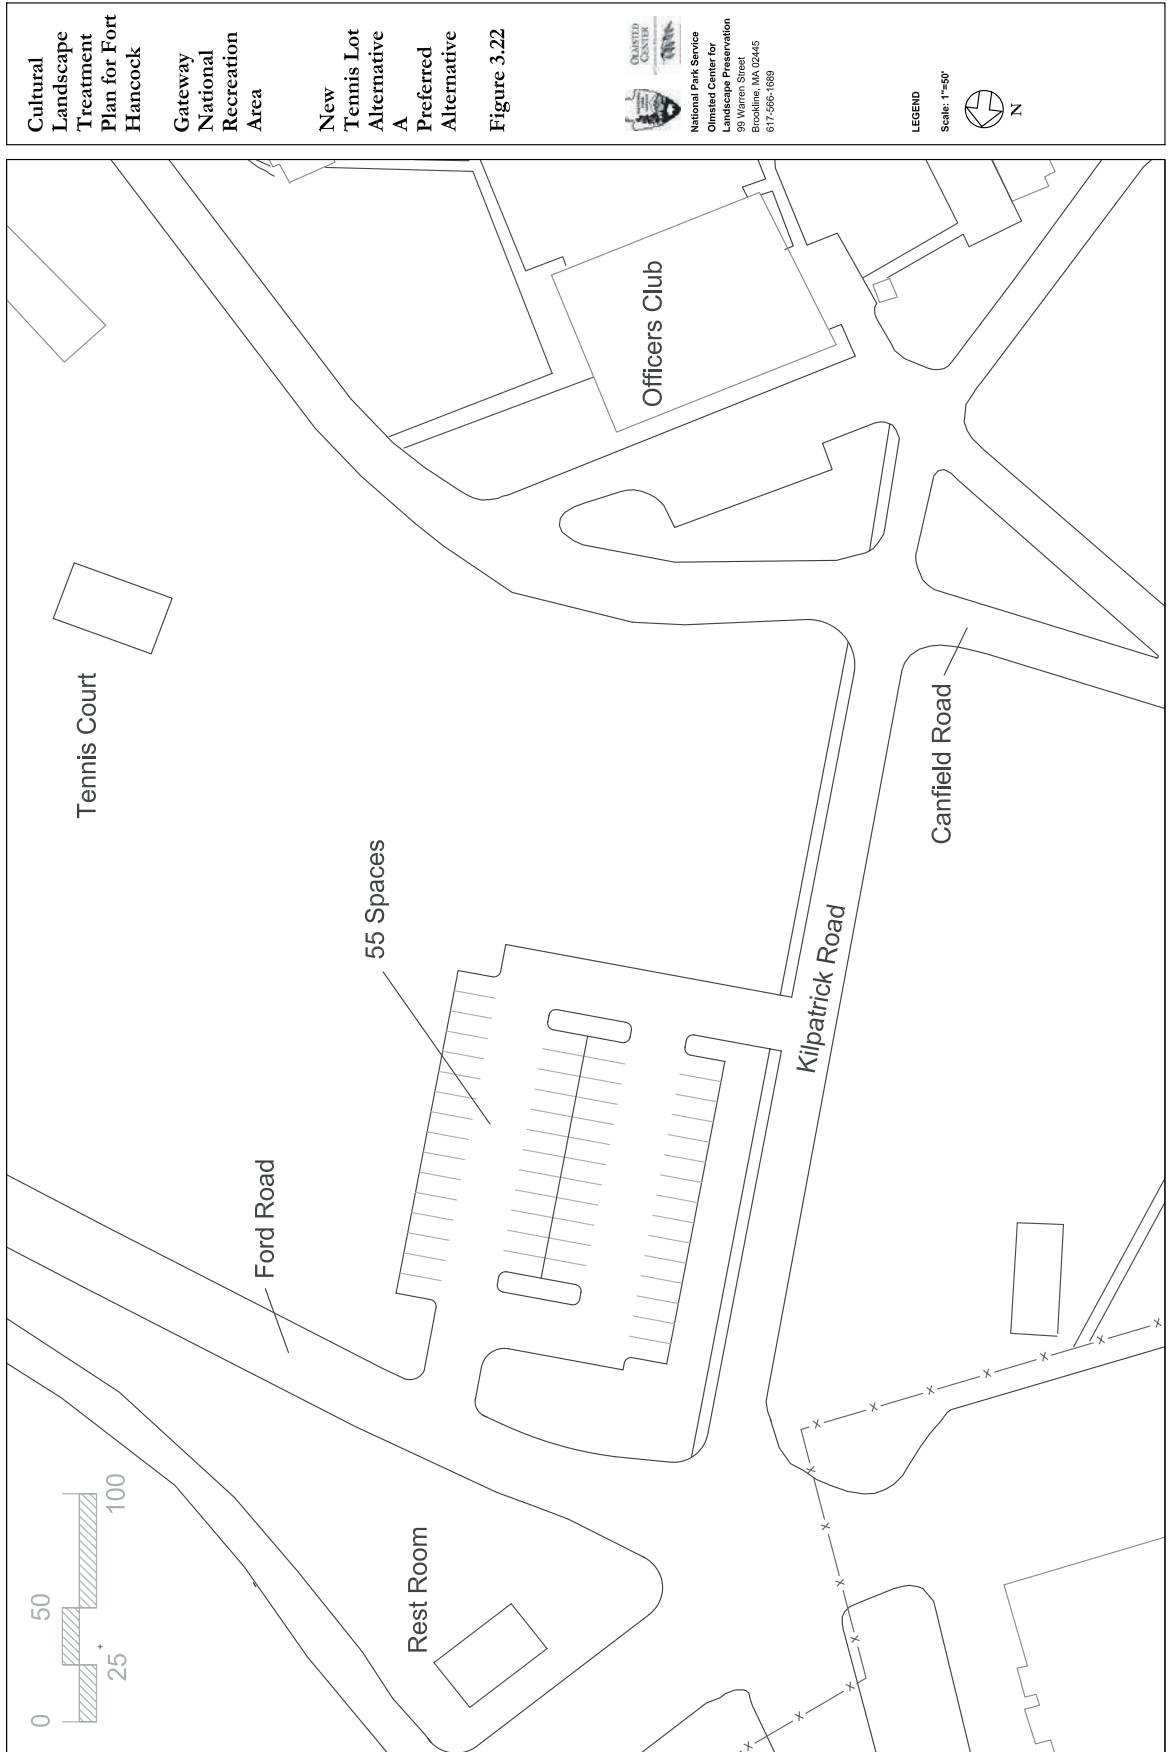 Cultural
Landscape
Treatment
Plan for Fort
Hancock
Gateway
National
Recreation
Area
New
Tennis Lot
Alternative
A
Preferred
Alternative
Figure 3.22
OLMSTED
CENTER
National Park Service
Olmsted Center for
Landscape Preservation
99 Warren Street
Brookline, MA 02445
617-566-1689
LEGEND
Scale: 1"=50'
N
Officers Club
Tennis Court
55 Spaces
Canfield Road
Kilpatrick Road
Ford Road
Rest Room
0
25
50
100